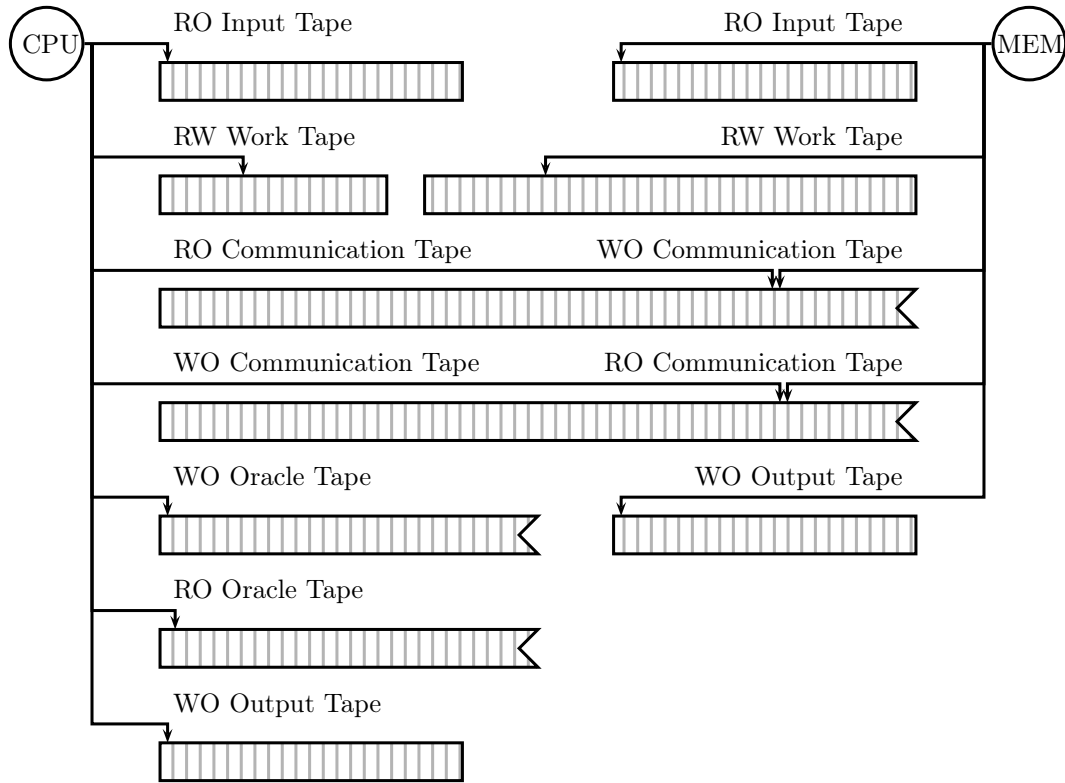 CPU RO Input Tape RO Input Tape MEM
RW Work Tape RW Work Tape
RO Communication Tape WO Communication Tape
WO Communication Tape RO Communication Tape
WO Oracle Tape WO Output Tape
RO Oracle Tape
WO Output Tape